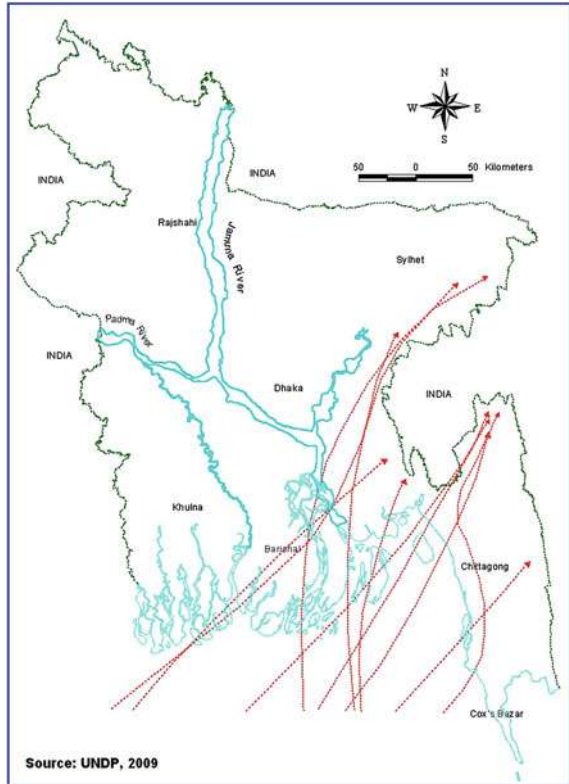 N
W E
S
50 0 50 Kilometers
INDIA
INDIA
Rajshahi
Jamuna River
Sylhet
Padma River
INDIA
Dhaka
INDIA
Khulna
Barishal
Chittagong
Cox's Bazar
Source: UNDP, 2009